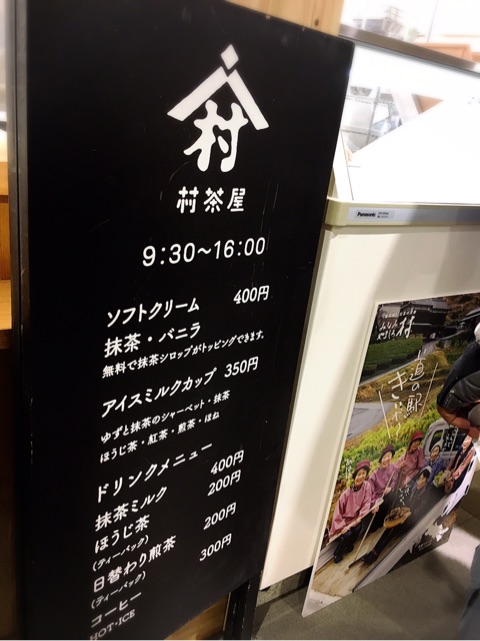 村
村茶屋
9:30〜16:00
ソフトクリーム 400円
抹茶・バニラ
無料で抹茶シロップがトッピングできます。
アイスミルクカップ 350円
ゆずと抹茶のシャーベット・抹茶
ほうじ茶・紅茶・煎茶・ほね
ドリンクメニュー
抹茶ミルク 400円
ほうじ茶 200円
(ティーバック)
日替わり煎茶 200円
(ティーバック)
コーヒー 300円
HOT・ICE
Panasonic
村
道の駅